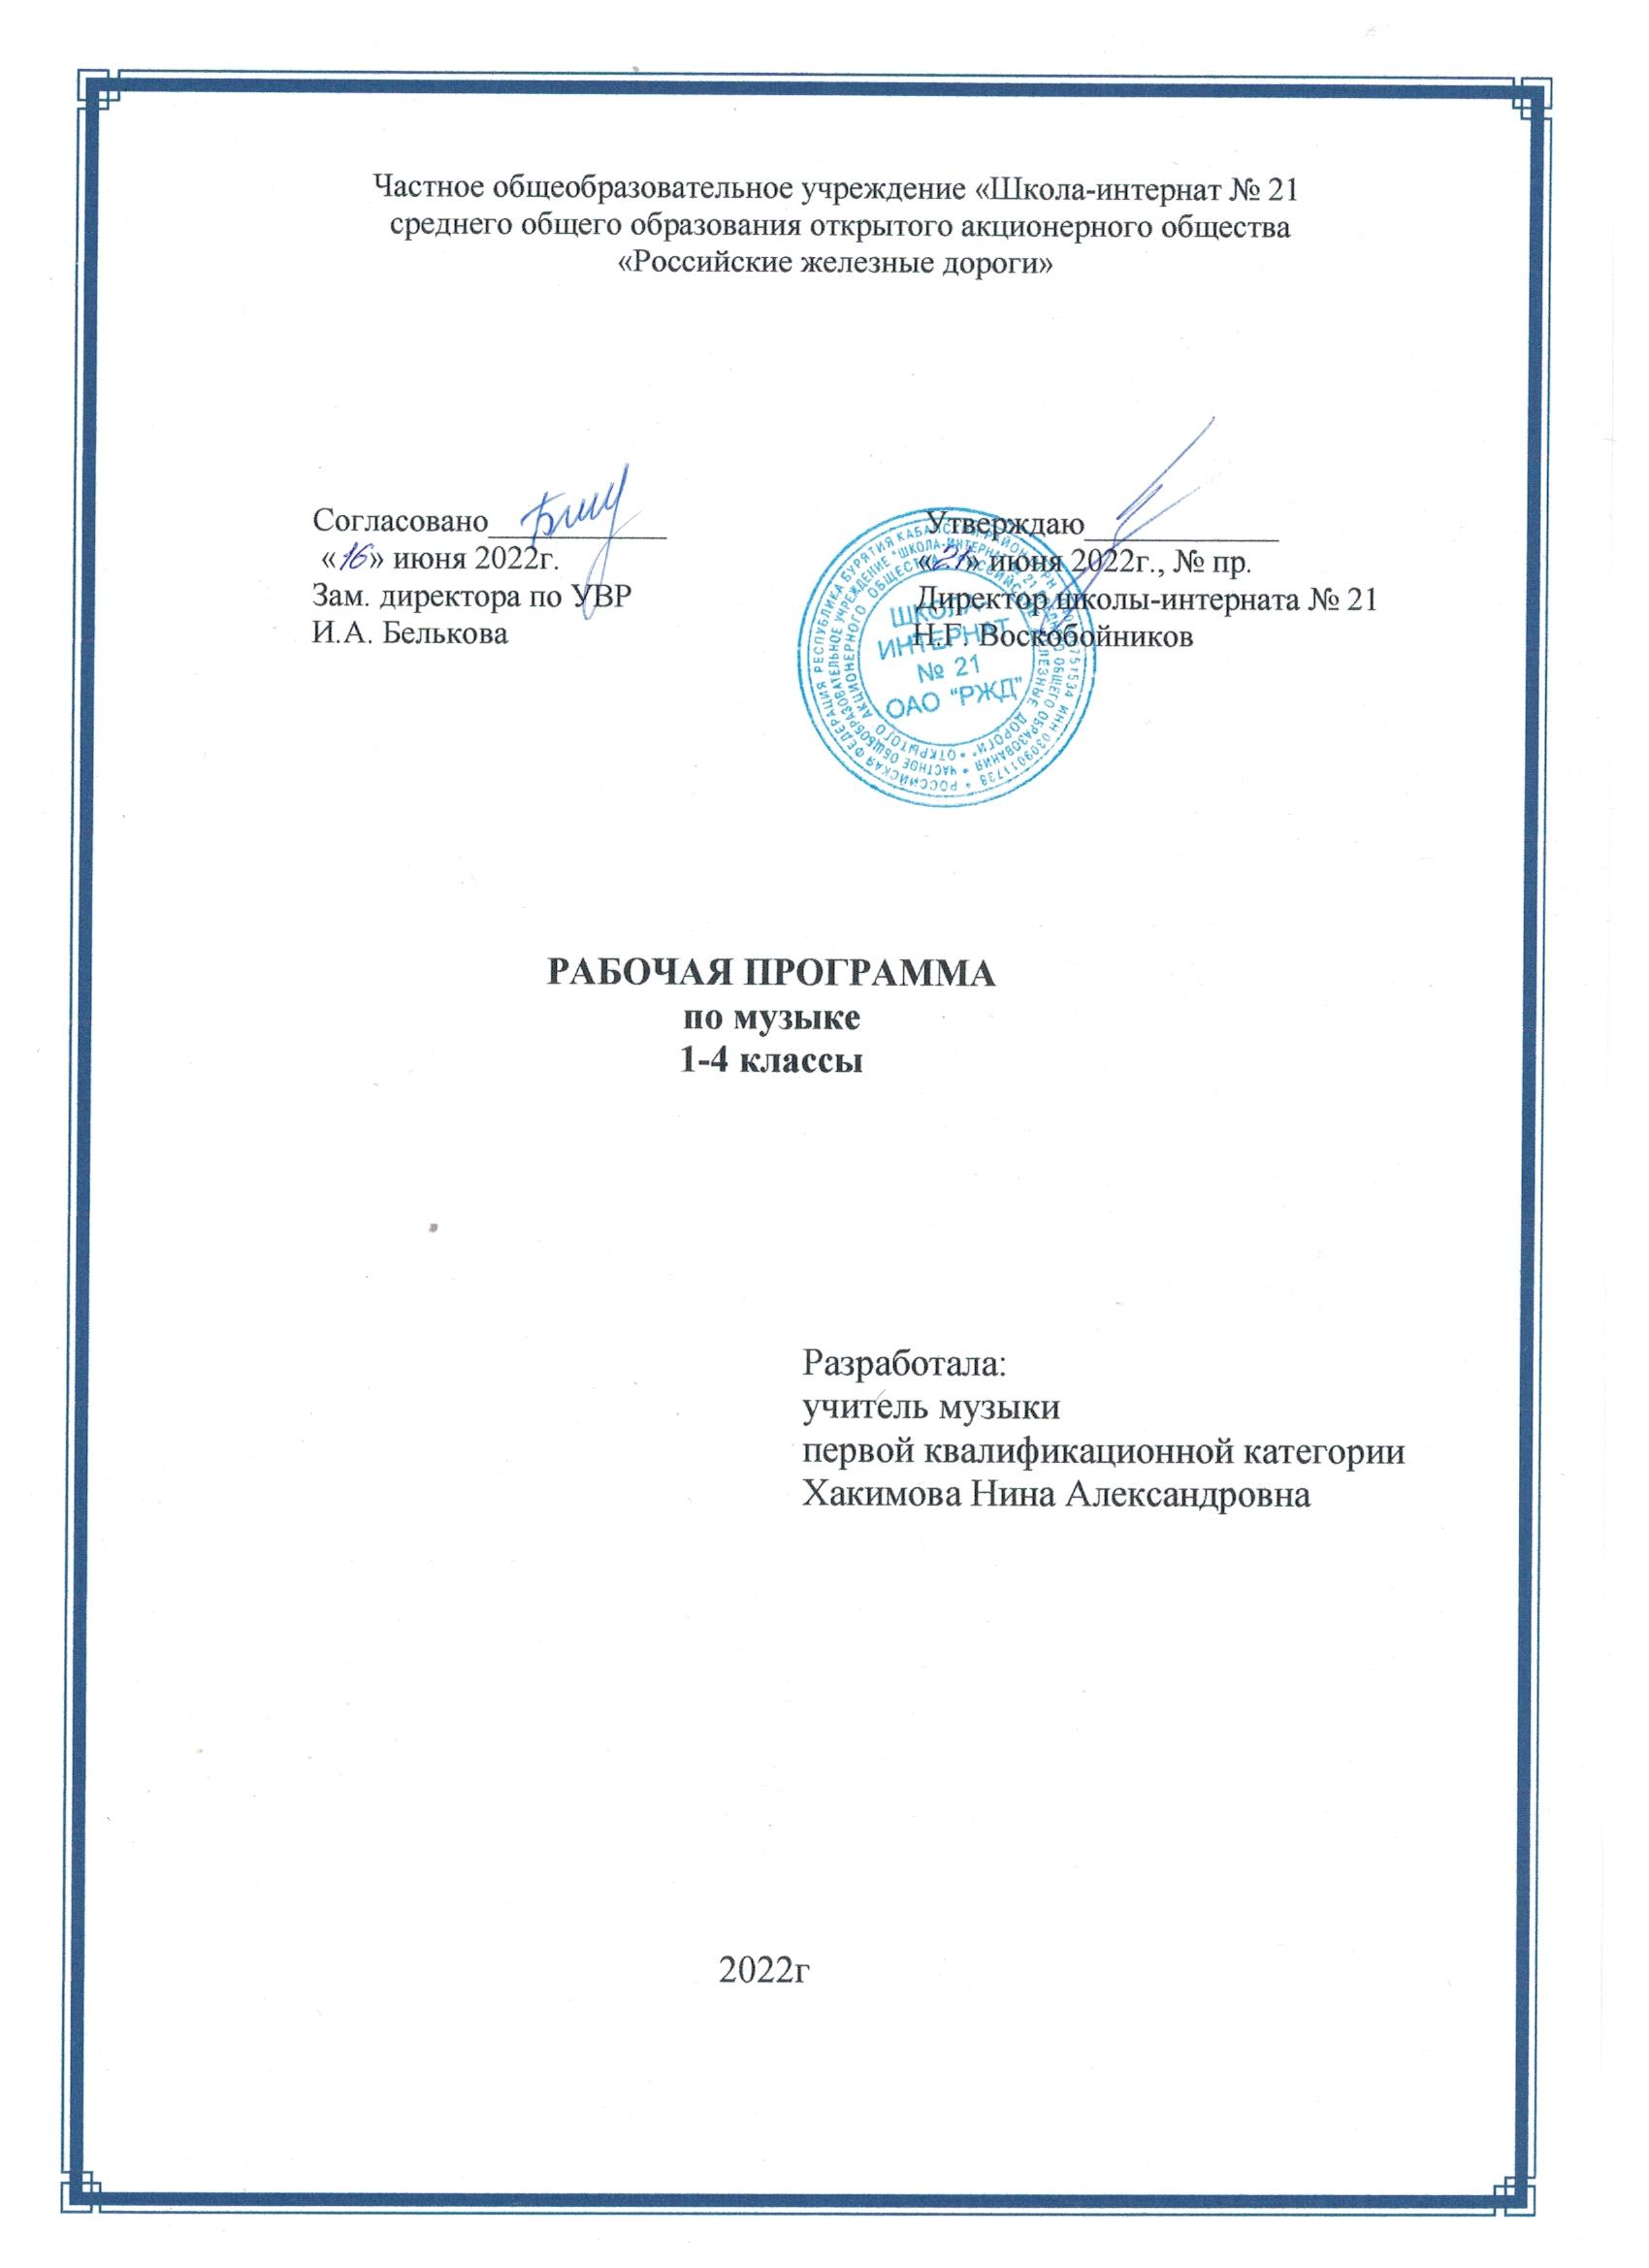 Частное общеобразовательное учреждение «Школа-интернат № 21
среднего общего образования открытого акционерного общества
«Российские железные дороги»
Согласовано___________
«16» июня 2022г.
Зам. директора по УВР
И.А. Белькова
Утверждаю____________
«21» июня 2022г., № пр.
Директор школы-интерната № 21
Н.Г. Воскобойников
ШКОЛА-
ИНТЕРНАТ
№ 21
ОАО "РЖД"
РАБОЧАЯ ПРОГРАММА
по музыке
1-4 классы
Разработала:
учитель музыки
первой квалификационной категории
Хакимова Нина Александровна
2022г